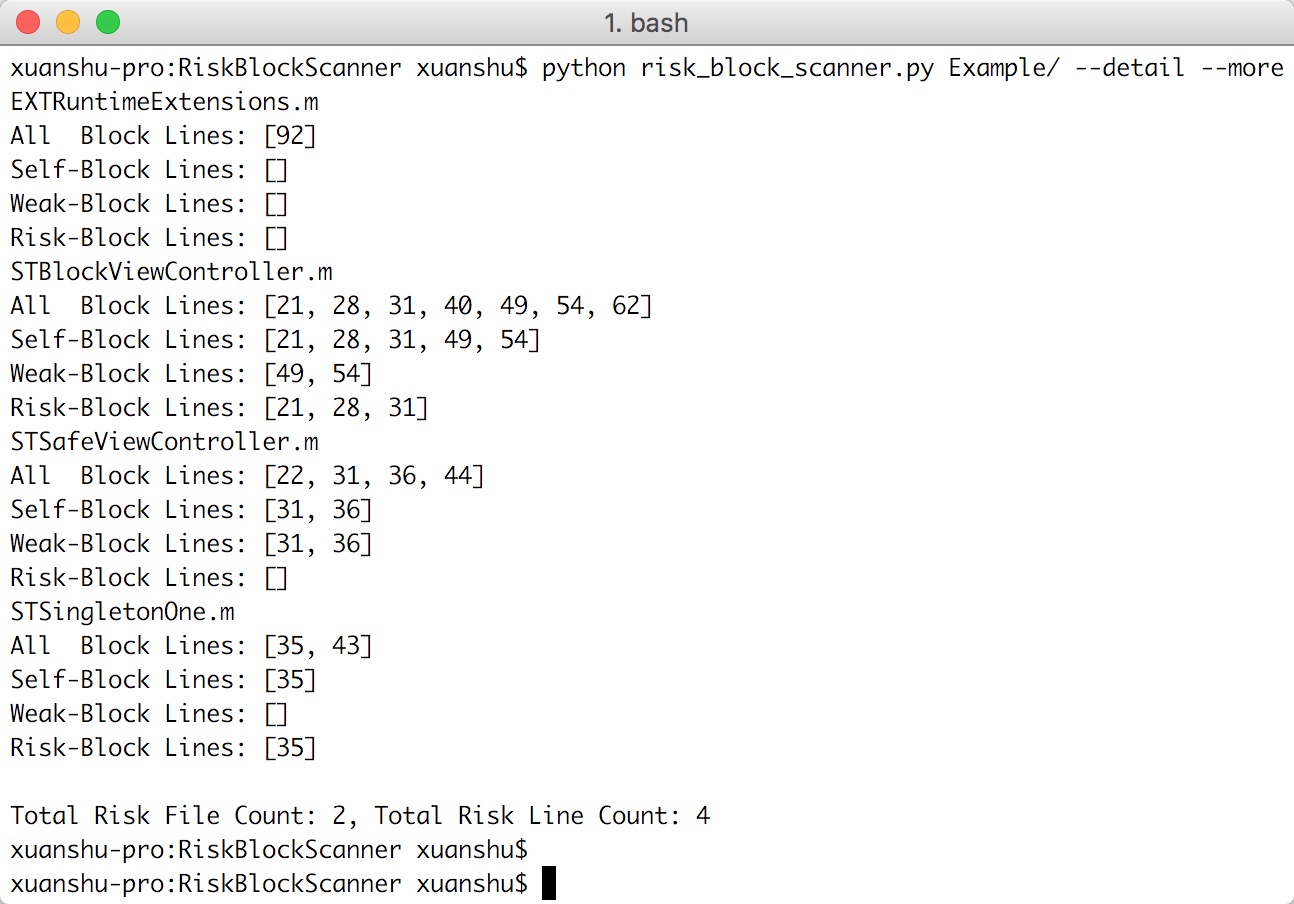 1. bash
xuanshu-pro:RiskBlockScanner xuanshu$ python risk_block_scanner.py Example/ --detail --more
EXTRuntimeExtensions.m
All  Block Lines: [92]
Self-Block Lines: []
Weak-Block Lines: []
Risk-Block Lines: []
STBlockViewController.m
All  Block Lines: [21, 28, 31, 40, 49, 54, 62]
Self-Block Lines: [21, 28, 31, 49, 54]
Weak-Block Lines: [49, 54]
Risk-Block Lines: [21, 28, 31]
STSafeViewController.m
All  Block Lines: [22, 31, 36, 44]
Self-Block Lines: [31, 36]
Weak-Block Lines: [31, 36]
Risk-Block Lines: []
STSingletonOne.m
All  Block Lines: [35, 43]
Self-Block Lines: [35]
Weak-Block Lines: []
Risk-Block Lines: [35]
Total Risk File Count: 2, Total Risk Line Count: 4
xuanshu-pro:RiskBlockScanner xuanshu$
xuanshu-pro:RiskBlockScanner xuanshu$